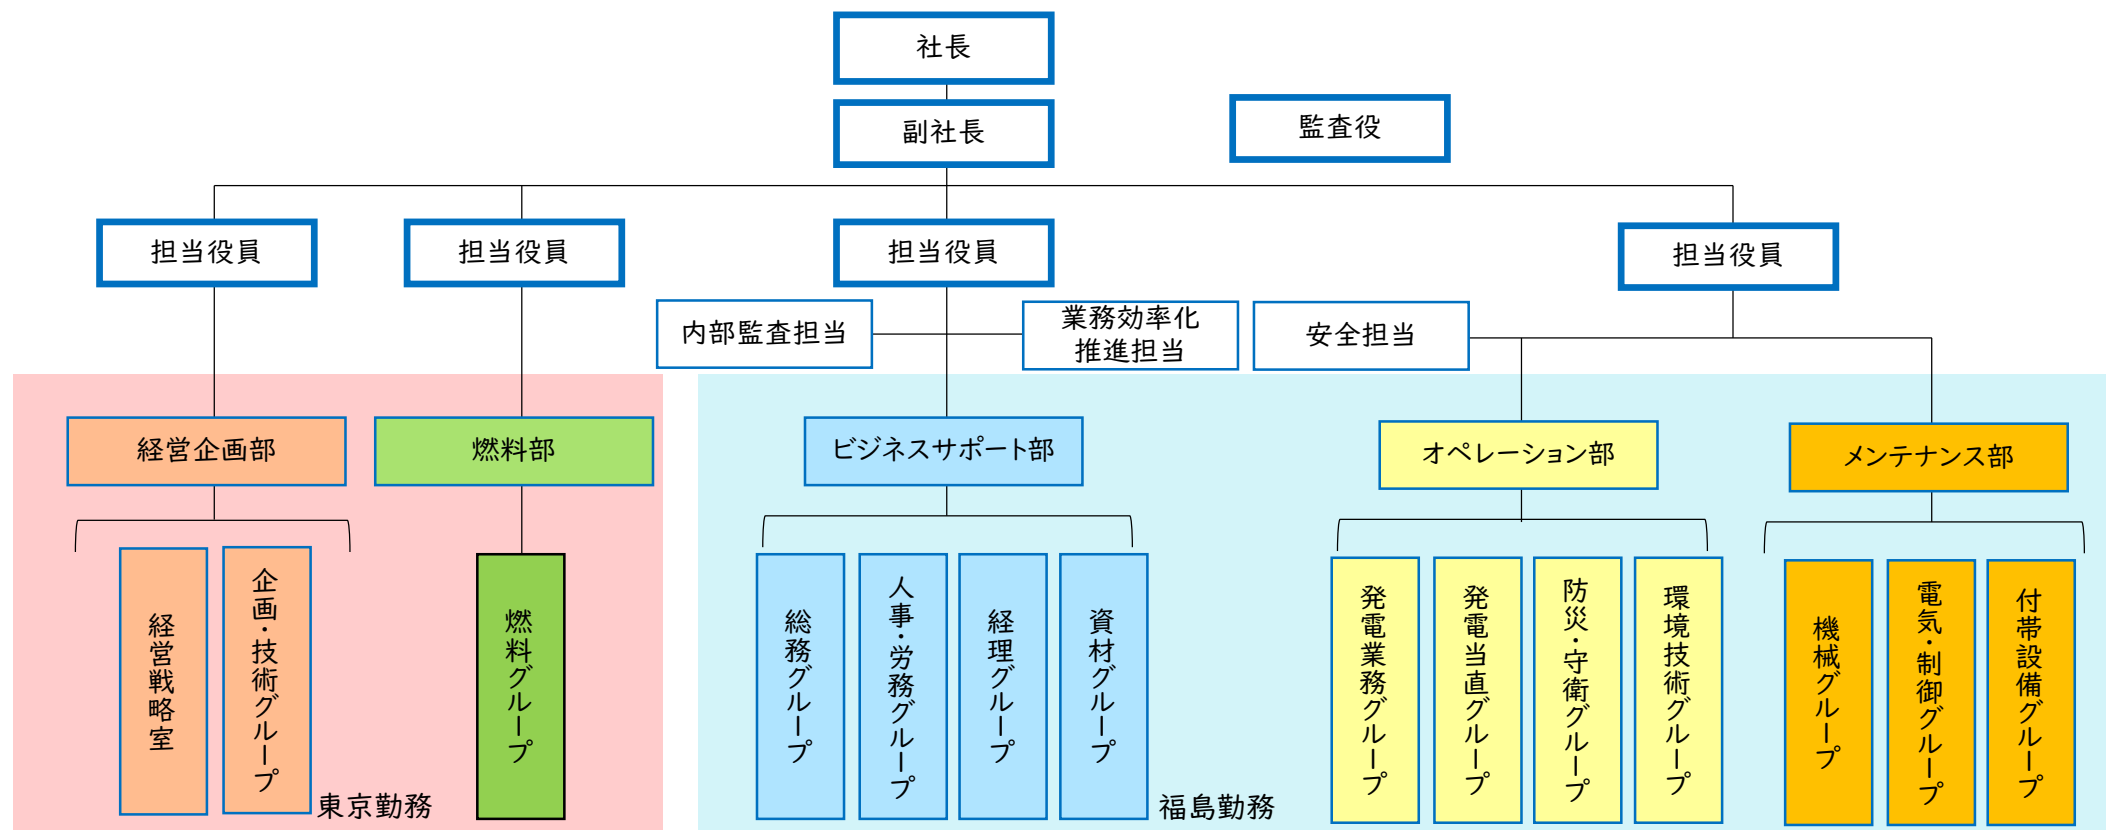 社長
副社長
監査役
担当役員
担当役員
担当役員
担当役員
内部監査担当
業務効率化
推進担当
安全担当
経営企画部
燃料部
ビジネスサポート部
オペレーション部
メンテナンス部
経営戦略室
企画・技術グループ
燃料グループ
総務グループ
人事・労務グループ
経理グループ
資材グループ
発電業務グループ
発電当直グループ
防災・守衛グループ
環境技術グループ
機械グループ
電気・制御グループ
付帯設備グループ
東京勤務
福島勤務